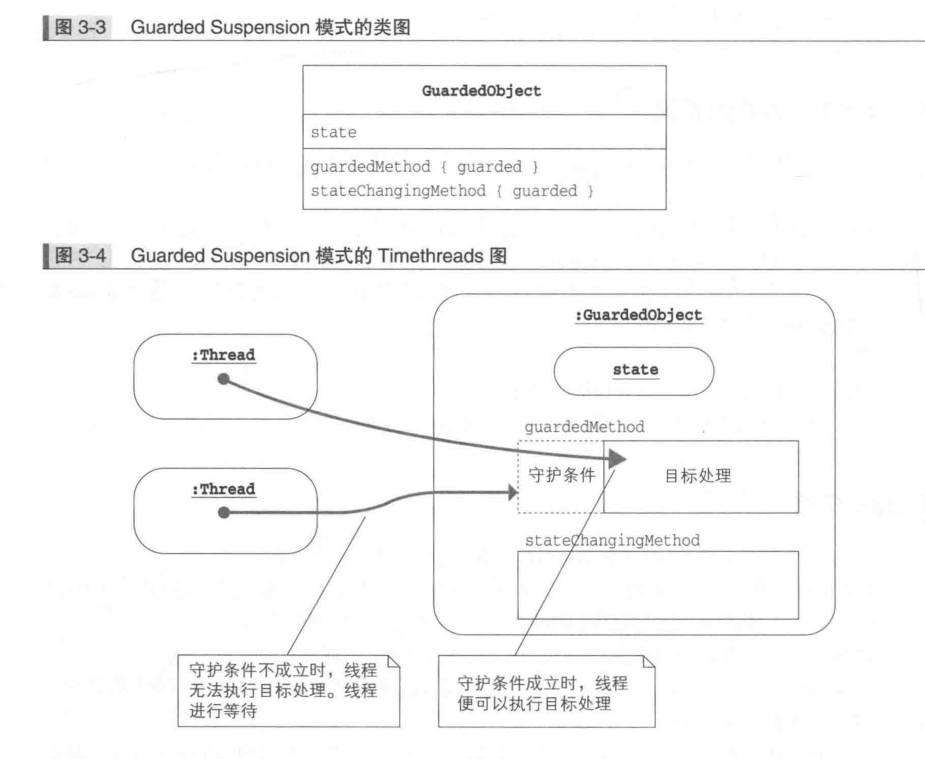 图 3-3 Guarded Suspension 模式的类图
GuardedObject
state
guardedMethod { guarded }
stateChangingMethod { guarded }
图 3-4 Guarded Suspension 模式的 Timethreads 图
:GuardedObject
:Thread
state
guardedMethod
守护条件
目标处理
:Thread
stateChangingMethod
守护条件不成立时，线程
无法执行目标处理。线程
进行等待
守护条件成立时，线程
便可以执行目标处理